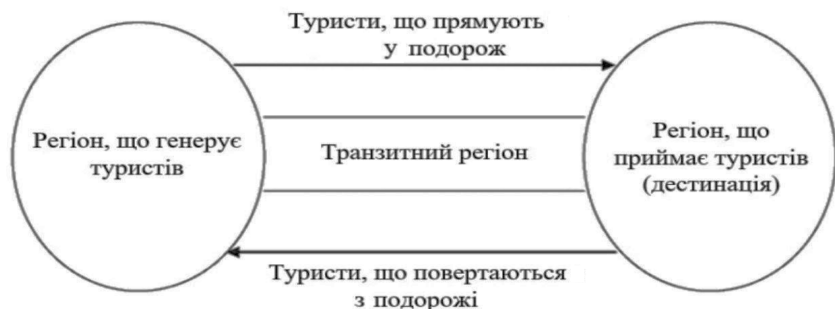 Туристи, що прямують
у подорож
Регіон, що генерує
туристів
Транзитний регіон
Регіон, що
приймає туристів
(дестинація)
Туристи, що повертаються
з подорожі